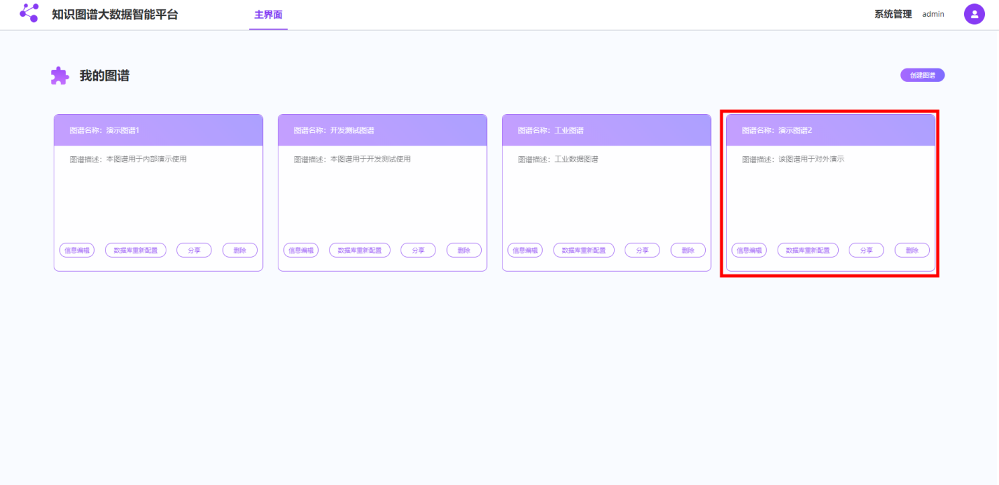 知识图谱大数据智能平台
主界面
系统管理
admin
我的图谱
创建图谱
图谱名称：演示图谱1
图谱描述：本图谱用于内部演示使用
信息编辑
数据库重新配置
分享
删除
图谱名称：开发测试图谱
图谱描述：本图谱用于开发测试使用
信息编辑
数据库重新配置
分享
删除
图谱名称：工业图谱
图谱描述：工业数据图谱
信息编辑
数据库重新配置
分享
删除
图谱名称：演示图谱2
图谱描述：该图谱用于对外演示
信息编辑
数据库重新配置
分享
删除